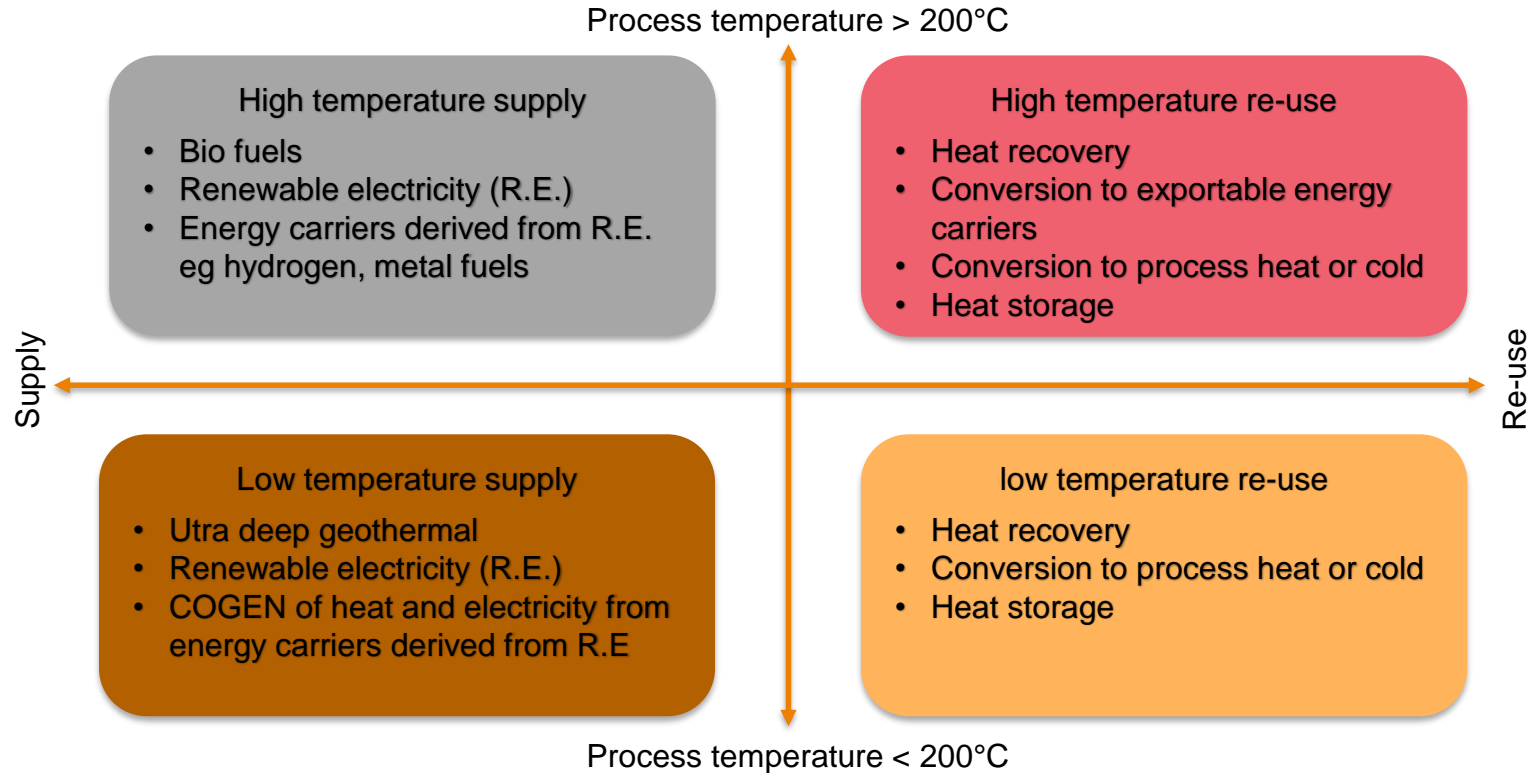 Process temperature > 200°C
High temperature supply
• Bio fuels
• Renewable electricity (R.E.)
• Energy carriers derived from R.E.
eg hydrogen, metal fuels
High temperature re-use
• Heat recovery
• Conversion to exportable energy
carriers
• Conversion to process heat or cold
• Heat storage
Supply
Re-use
Low temperature supply
• Utra deep geothermal
• Renewable electricity (R.E.)
• COGEN of heat and electricity from
energy carriers derived from R.E
low temperature re-use
• Heat recovery
• Conversion to process heat or cold
• Heat storage
Process temperature < 200°C